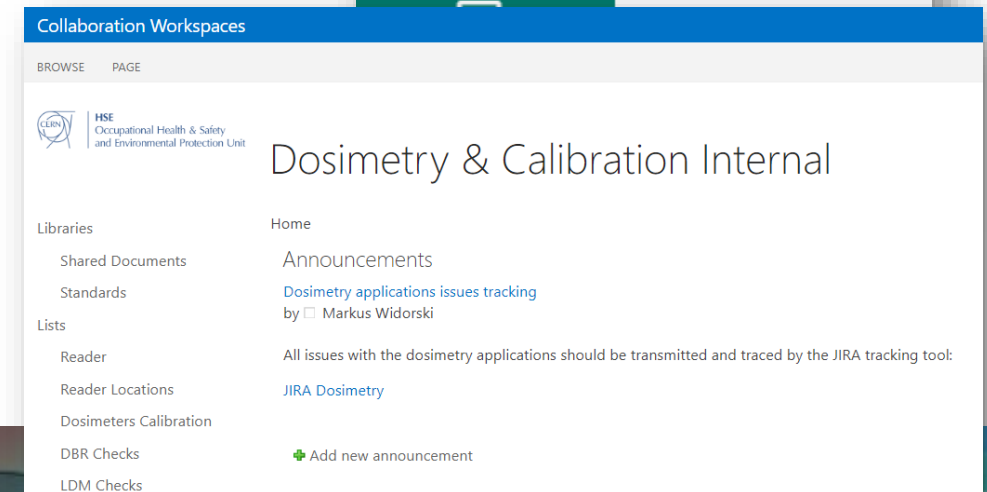 Collaboration Workspaces
BROWSE PAGE
CERN
HSE
Occupational Health & Safety
and Environmental Protection Unit
Dosimetry & Calibration Internal
Libraries
Shared Documents
Standards
Lists
Reader
Reader Locations
Dosimeters Calibration
DBR Checks
LDM Checks
Home
Announcements
Dosimetry applications issues tracking
by Markus Widorski
All issues with the dosimetry applications should be transmitted and traced by the JIRA tracking tool:
JIRA Dosimetry
Add new announcement